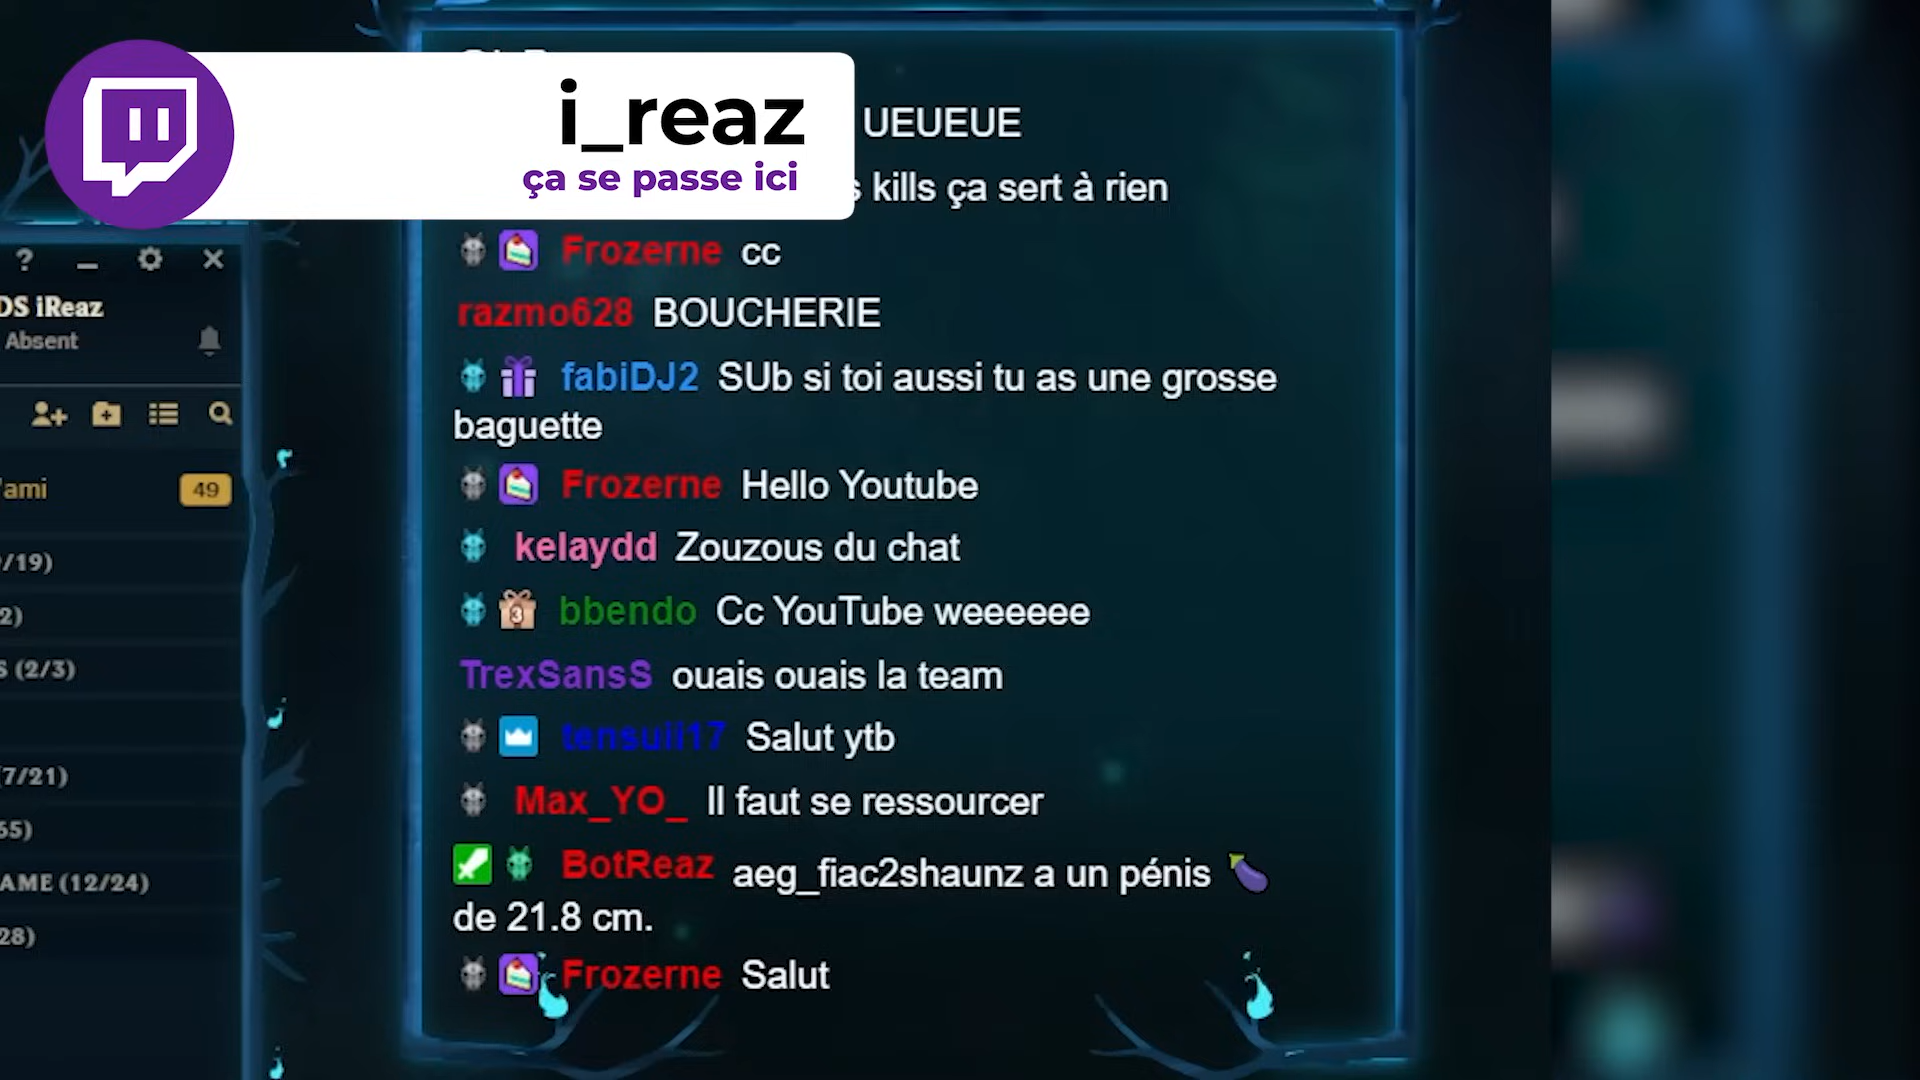 i_reaz
ça se passe ici
UEUEUE
kills ça sert à rien
Frozerne cc
razmo628 BOUCHERIE
fabiDJ2 SUb si toi aussi tu as une grosse
baguette
Frozerne Hello Youtube
kelaydd Zouzous du chat
bbendo Cc YouTube weeeeee
TrexSansS ouais ouais la team
tensuii17 Salut ytb
Max_YO_ Il faut se ressourcer
BotReaz aeg_fiac2shaunz a un pénis 🍆
de 21.8 cm.
Frozerne Salut
?
DS iReaz
Absent
'ami 49
/19)
2)
S (2/3)
7/21)
65)
AME (12/24)
28)
3